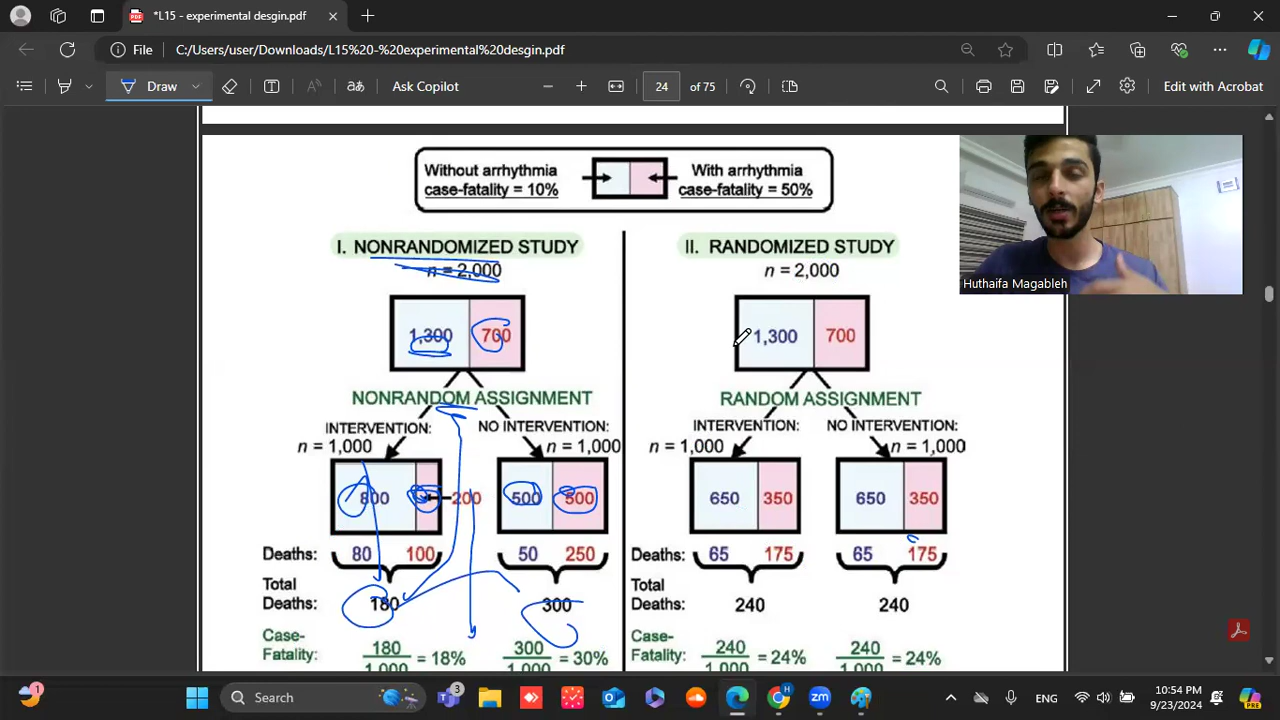 *L15 - experimental desgin.pdf
File
C:/Users/user/Downloads/L15%20-%20experimental%20desgin.pdf
Draw
Ask Copilot
24
of 75
Edit with Acrobat
Without arrhythmia
case-fatality = 10%
With arrhythmia
case-fatality = 50%
Huthaifa Magableh
I. NONRANDOMIZED STUDY
n = 2,000
1,300
700
NONRANDOM ASSIGNMENT
INTERVENTION:
n = 1,000
NO INTERVENTION:
n = 1,000
800
200
500
500
Deaths:
80
100
50
250
Total
Deaths:
180
300
Case-
Fatality:
180
1,000
= 18%
300
1,000
= 30%
II. RANDOMIZED STUDY
n = 2,000
1,300
700
RANDOM ASSIGNMENT
INTERVENTION:
n = 1,000
NO INTERVENTION:
n = 1,000
650
350
650
350
Deaths:
65
175
65
175
Total
Deaths:
240
240
Case-
Fatality:
240
1,000
= 24%
240
1,000
= 24%
1
Search
3
ENG
10:54 PM
9/23/2024
PRE